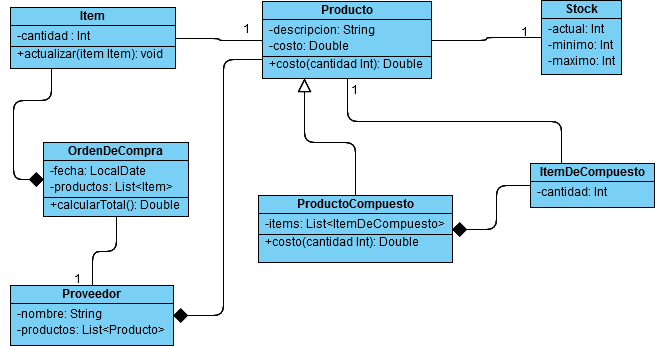 Item
-cantidad : Int
+actualizar(item Item): void
1
Producto
-descripcion: String
-costo: Double
+costo(cantidad Int): Double
1
1
Stock
-actual: Int
-minimo: Int
-maximo: Int
OrdenDeCompra
-fecha: LocalDate
-productos: List<Item>
+calcularTotal(): Double
1
ProductoCompuesto
-items: List<ItemDeCompuesto>
+costo(cantidad Int): Double
ItemDeCompuesto
-cantidad: Int
Proveedor
-nombre: String
-productos: List<Producto>